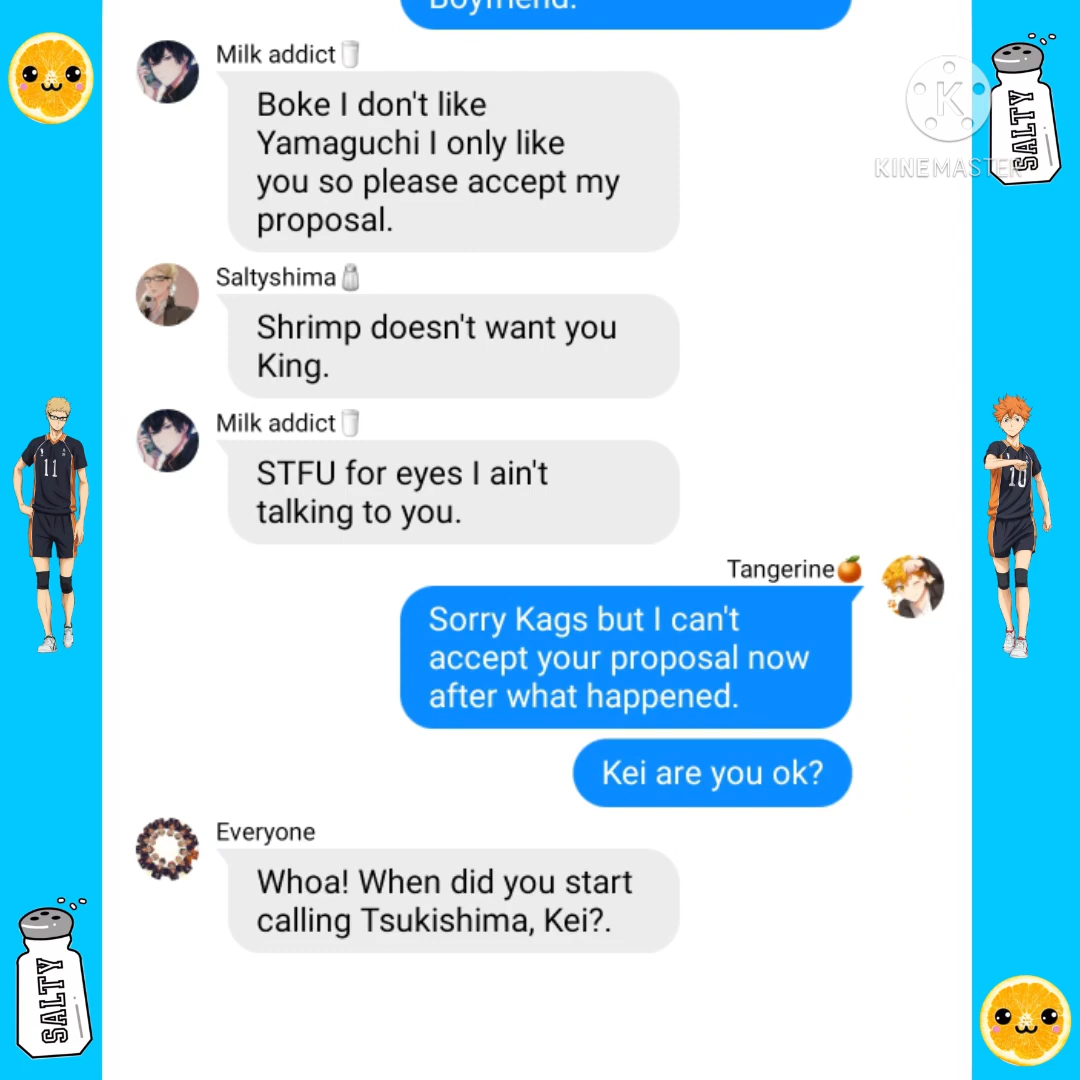 Boyfriend.
Milk addict🥛
Boke I don't like
Yamaguchi I only like
you so please accept my
proposal.
K
KINEMASTER
SALTY
Saltyshima🧂
Shrimp doesn't want you
King.
Milk addict🥛
STFU for eyes I ain't
talking to you.
11
10
Tangerine🍊
Sorry Kags but I can't
accept your proposal now
after what happened.
Kei are you ok?
Everyone
Whoa! When did you start
calling Tsukishima, Kei?.
SALTY